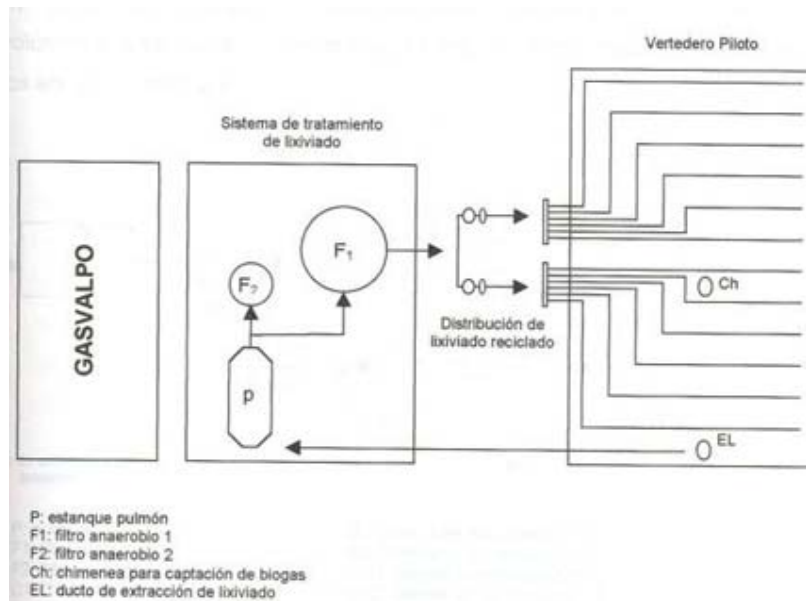 Vertedero Piloto
Sistema de tratamiento
de lixiviado
GASVALPO
F1
F?
p
Ch
Distribución de
lixiviado reciclado
EL
P: estanque pulmón
F1: filtro anaerobio 1
F2: filtro anaerobio 2
Ch: chimenea para captación de biogas
EL: ducto de extracción de lixiviado